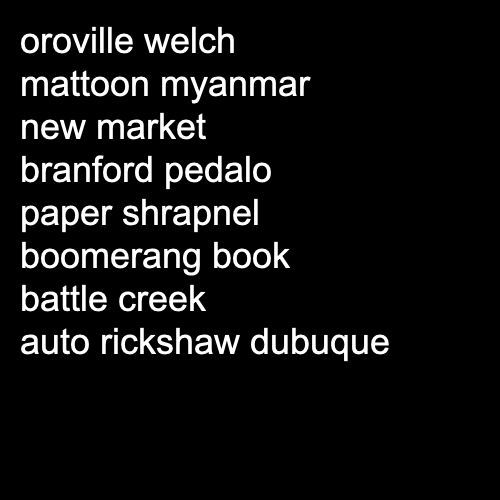 oroville welch
mattoon myanmar
new market
branford pedalo
paper shrapnel
boomerang book
battle creek
auto rickshaw dubuque